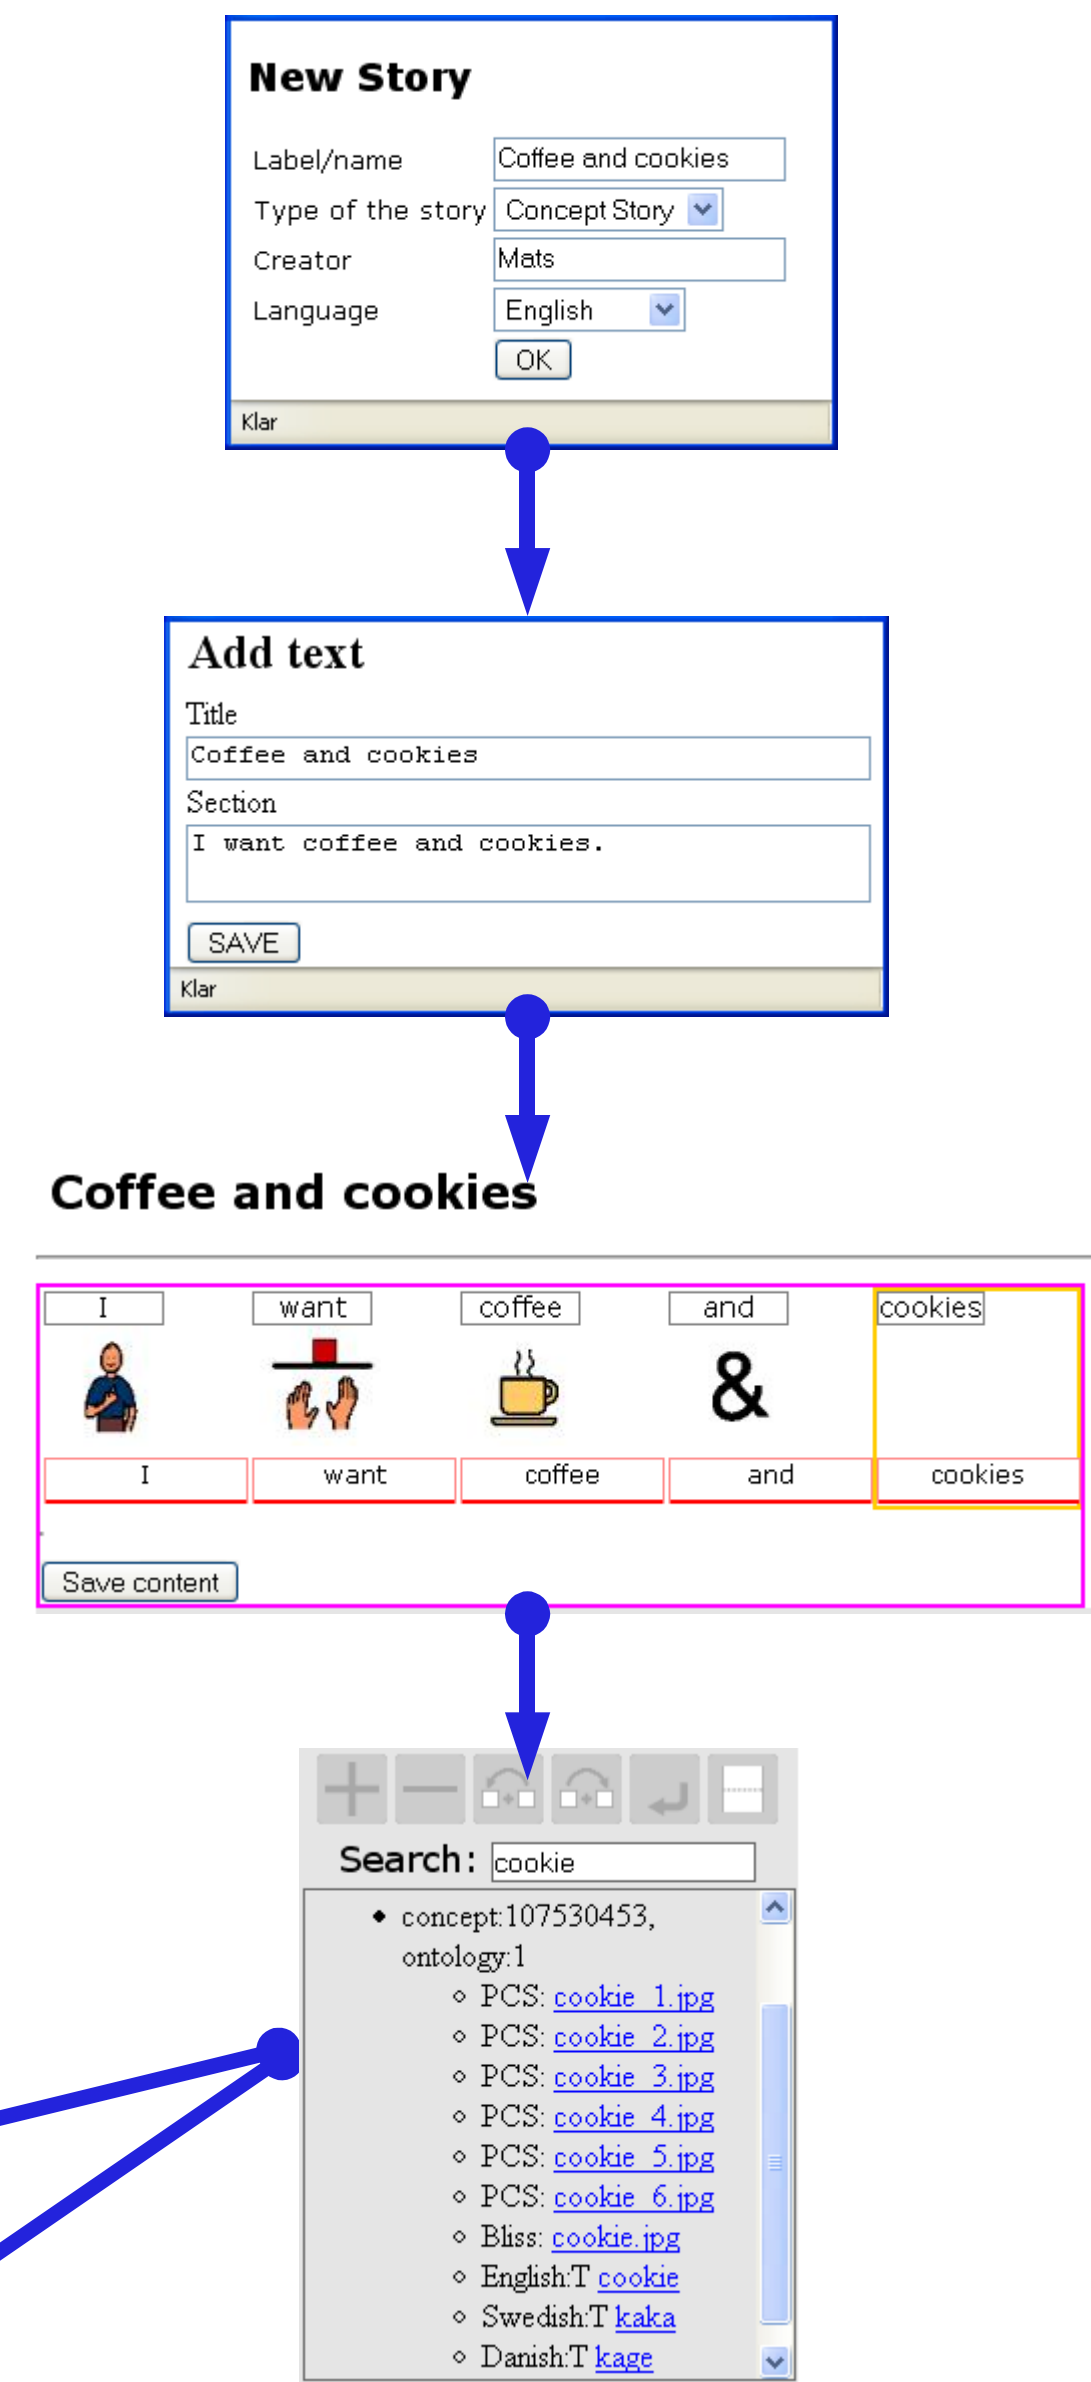 New Story
Label/name Coffee and cookies
Type of the story Concept Story
Creator Mats
Language English
OK
Klar
Add text
Title
Coffee and cookies
Section
I want coffee and cookies.
SAVE
Klar
Coffee and cookies
I want coffee and cookies
&
I want coffee and cookies
Save content
Search: cookie
concept:107530453,
ontology:1
PCS: cookie_1.jpg
PCS: cookie_2.jpg
PCS: cookie_3.jpg
PCS: cookie_4.jpg
PCS: cookie_5.jpg
PCS: cookie_6.jpg
Bliss: cookie.jpg
English:T cookie
Swedish:T kaka
Danish:T kage